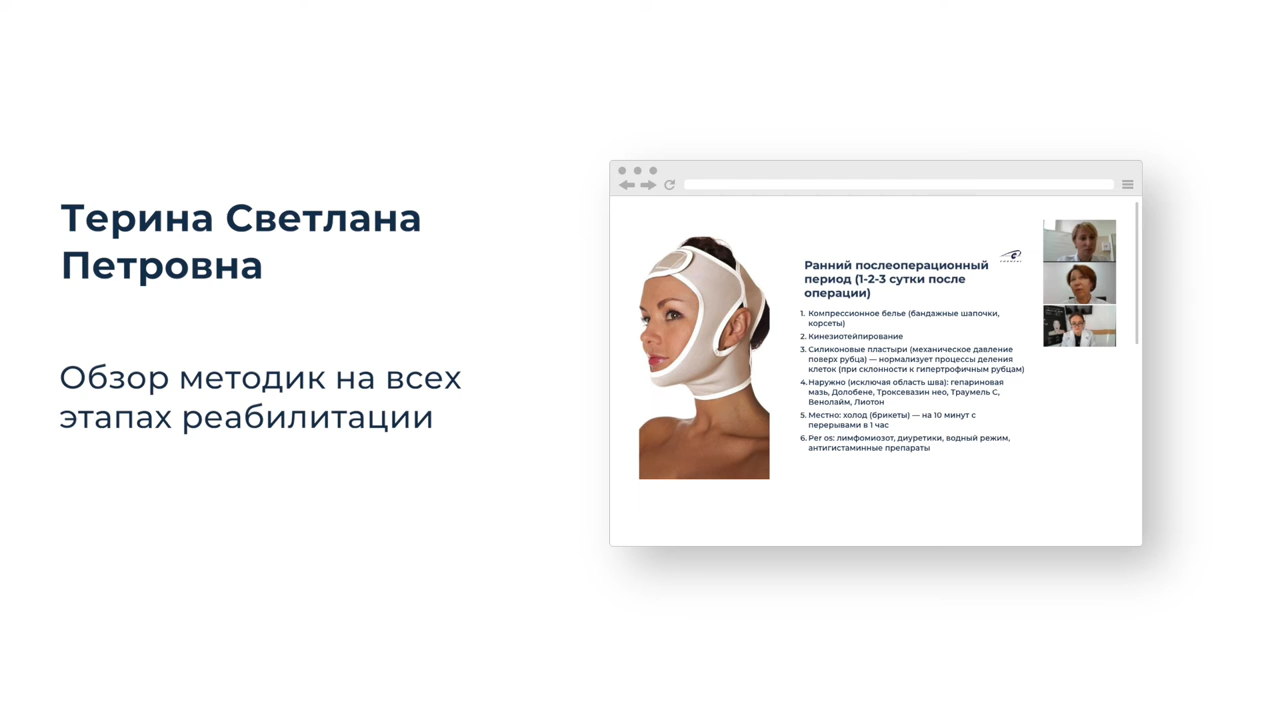 Терина Светлана
Петровна
Обзор методик на всех
этапах реабилитации
Ранний послеоперационный
период (1-2-3 сутки после
операции)
1. Компрессионное белье (бандажные шапочки,
корсеты)
2. Кинезиотейпирование
3. Силиконовые пластыри (механическое давление
поверх рубца) — нормализует процессы деления
клеток (при склонности к гипертрофичным рубцам)
4. Наружно (исключая область шва): гепариновая
мазь, Долобене, Троксевазин нео, Траумель С,
Венолайм, Лиотон
5. Местно: холод (брикеты) — на 10 минут с
перерывами в 1 час
6. Per os: лимфомиозот, диуретики, водный режим,
антигистаминные препараты